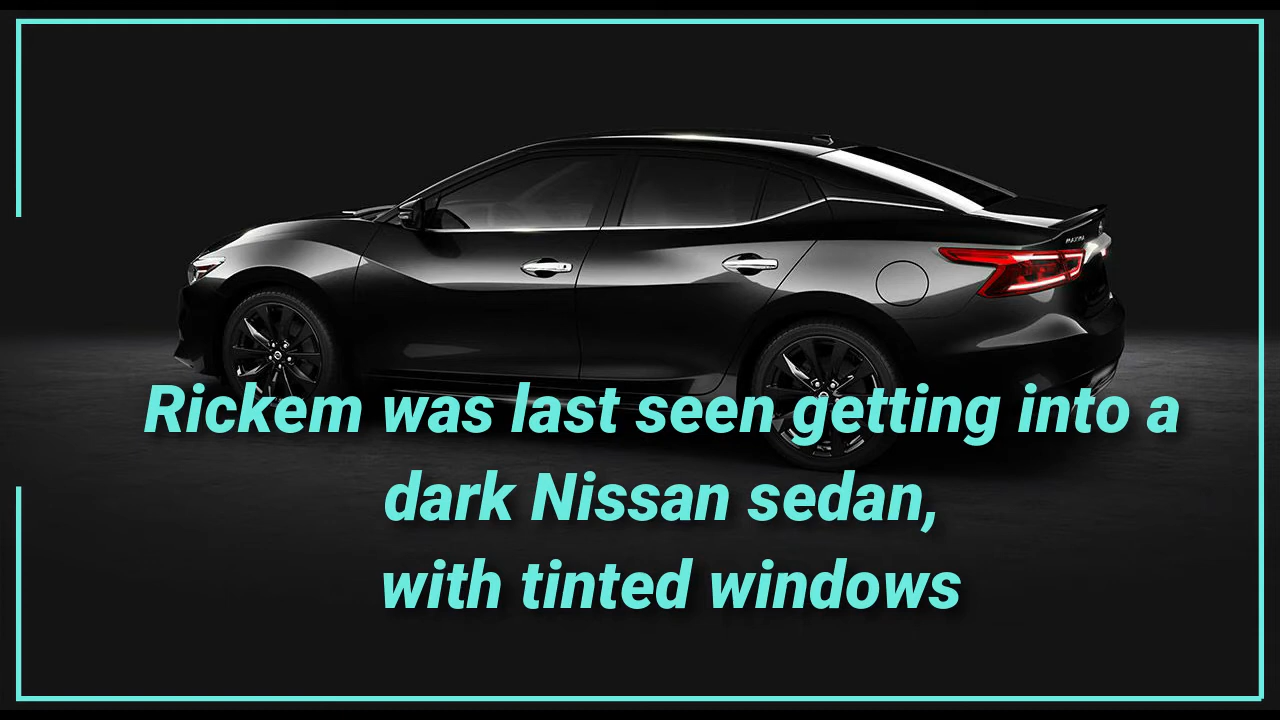 Rickem was last seen getting into a
dark Nissan sedan,
with tinted windows